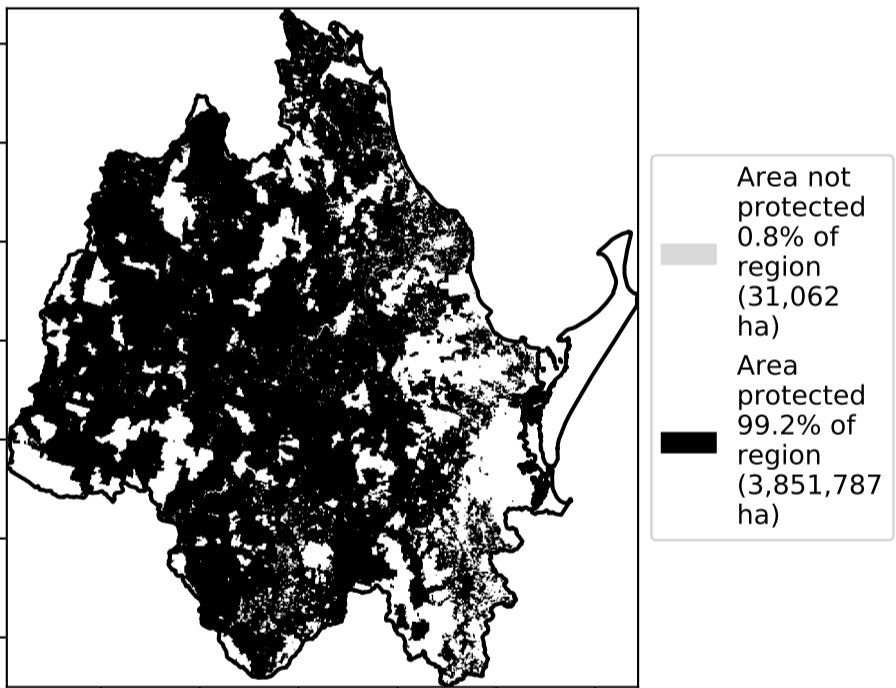 Area not
protected
0.8% of
region
(31,062
ha)
Area
protected
99.2% of
region
(3,851,787
ha)